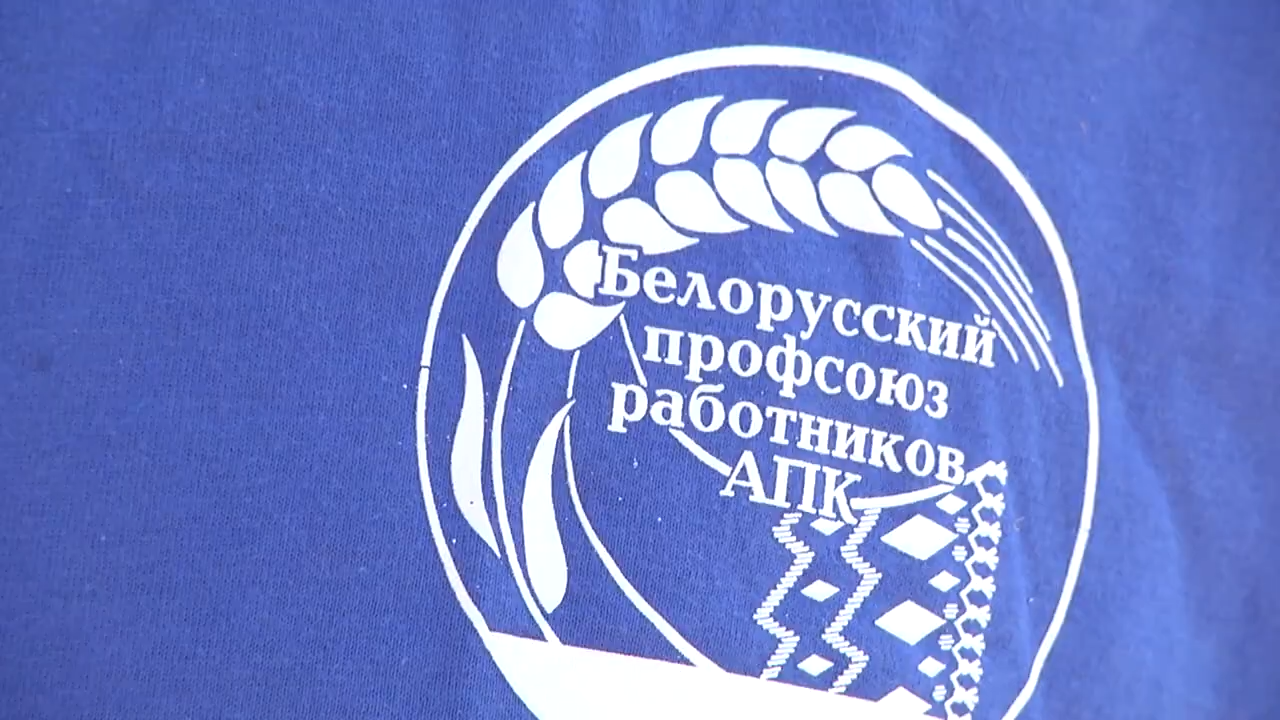 Белорусский
профсоюз
работников
АПК